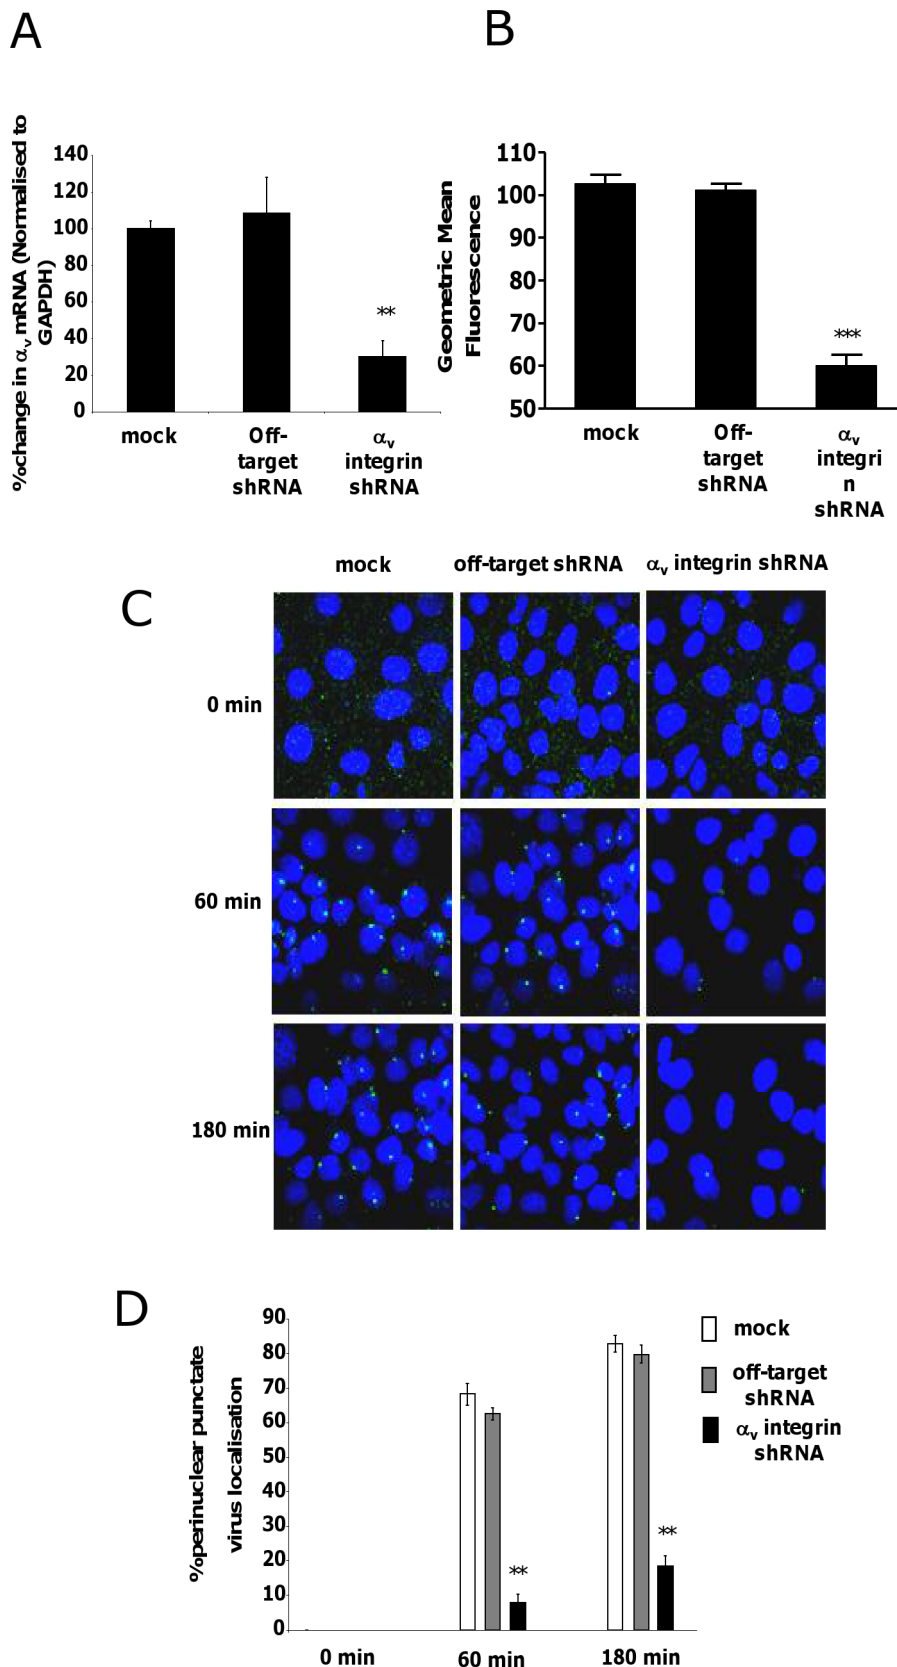 A
B
%change in αv mRNA (Normalised to
GAPDH)
140
120
100
80
60
40
20
0
**
mock
Off-
target
shRNA
αv
integrin
shRNA
Geometric Mean
Fluorescence
110
100
90
80
70
60
50
***
mock
Off-
target
shRNA
αv
integri
n
shRNA
mock
off-target shRNA
αv integrin shRNA
C
0 min
60 min
180 min
D
%perinuclear punctate
virus localisation
90
80
70
60
50
40
30
20
10
0
**
**
0 min
60 min
180 min
mock
off-target
shRNA
αv integrin
shRNA